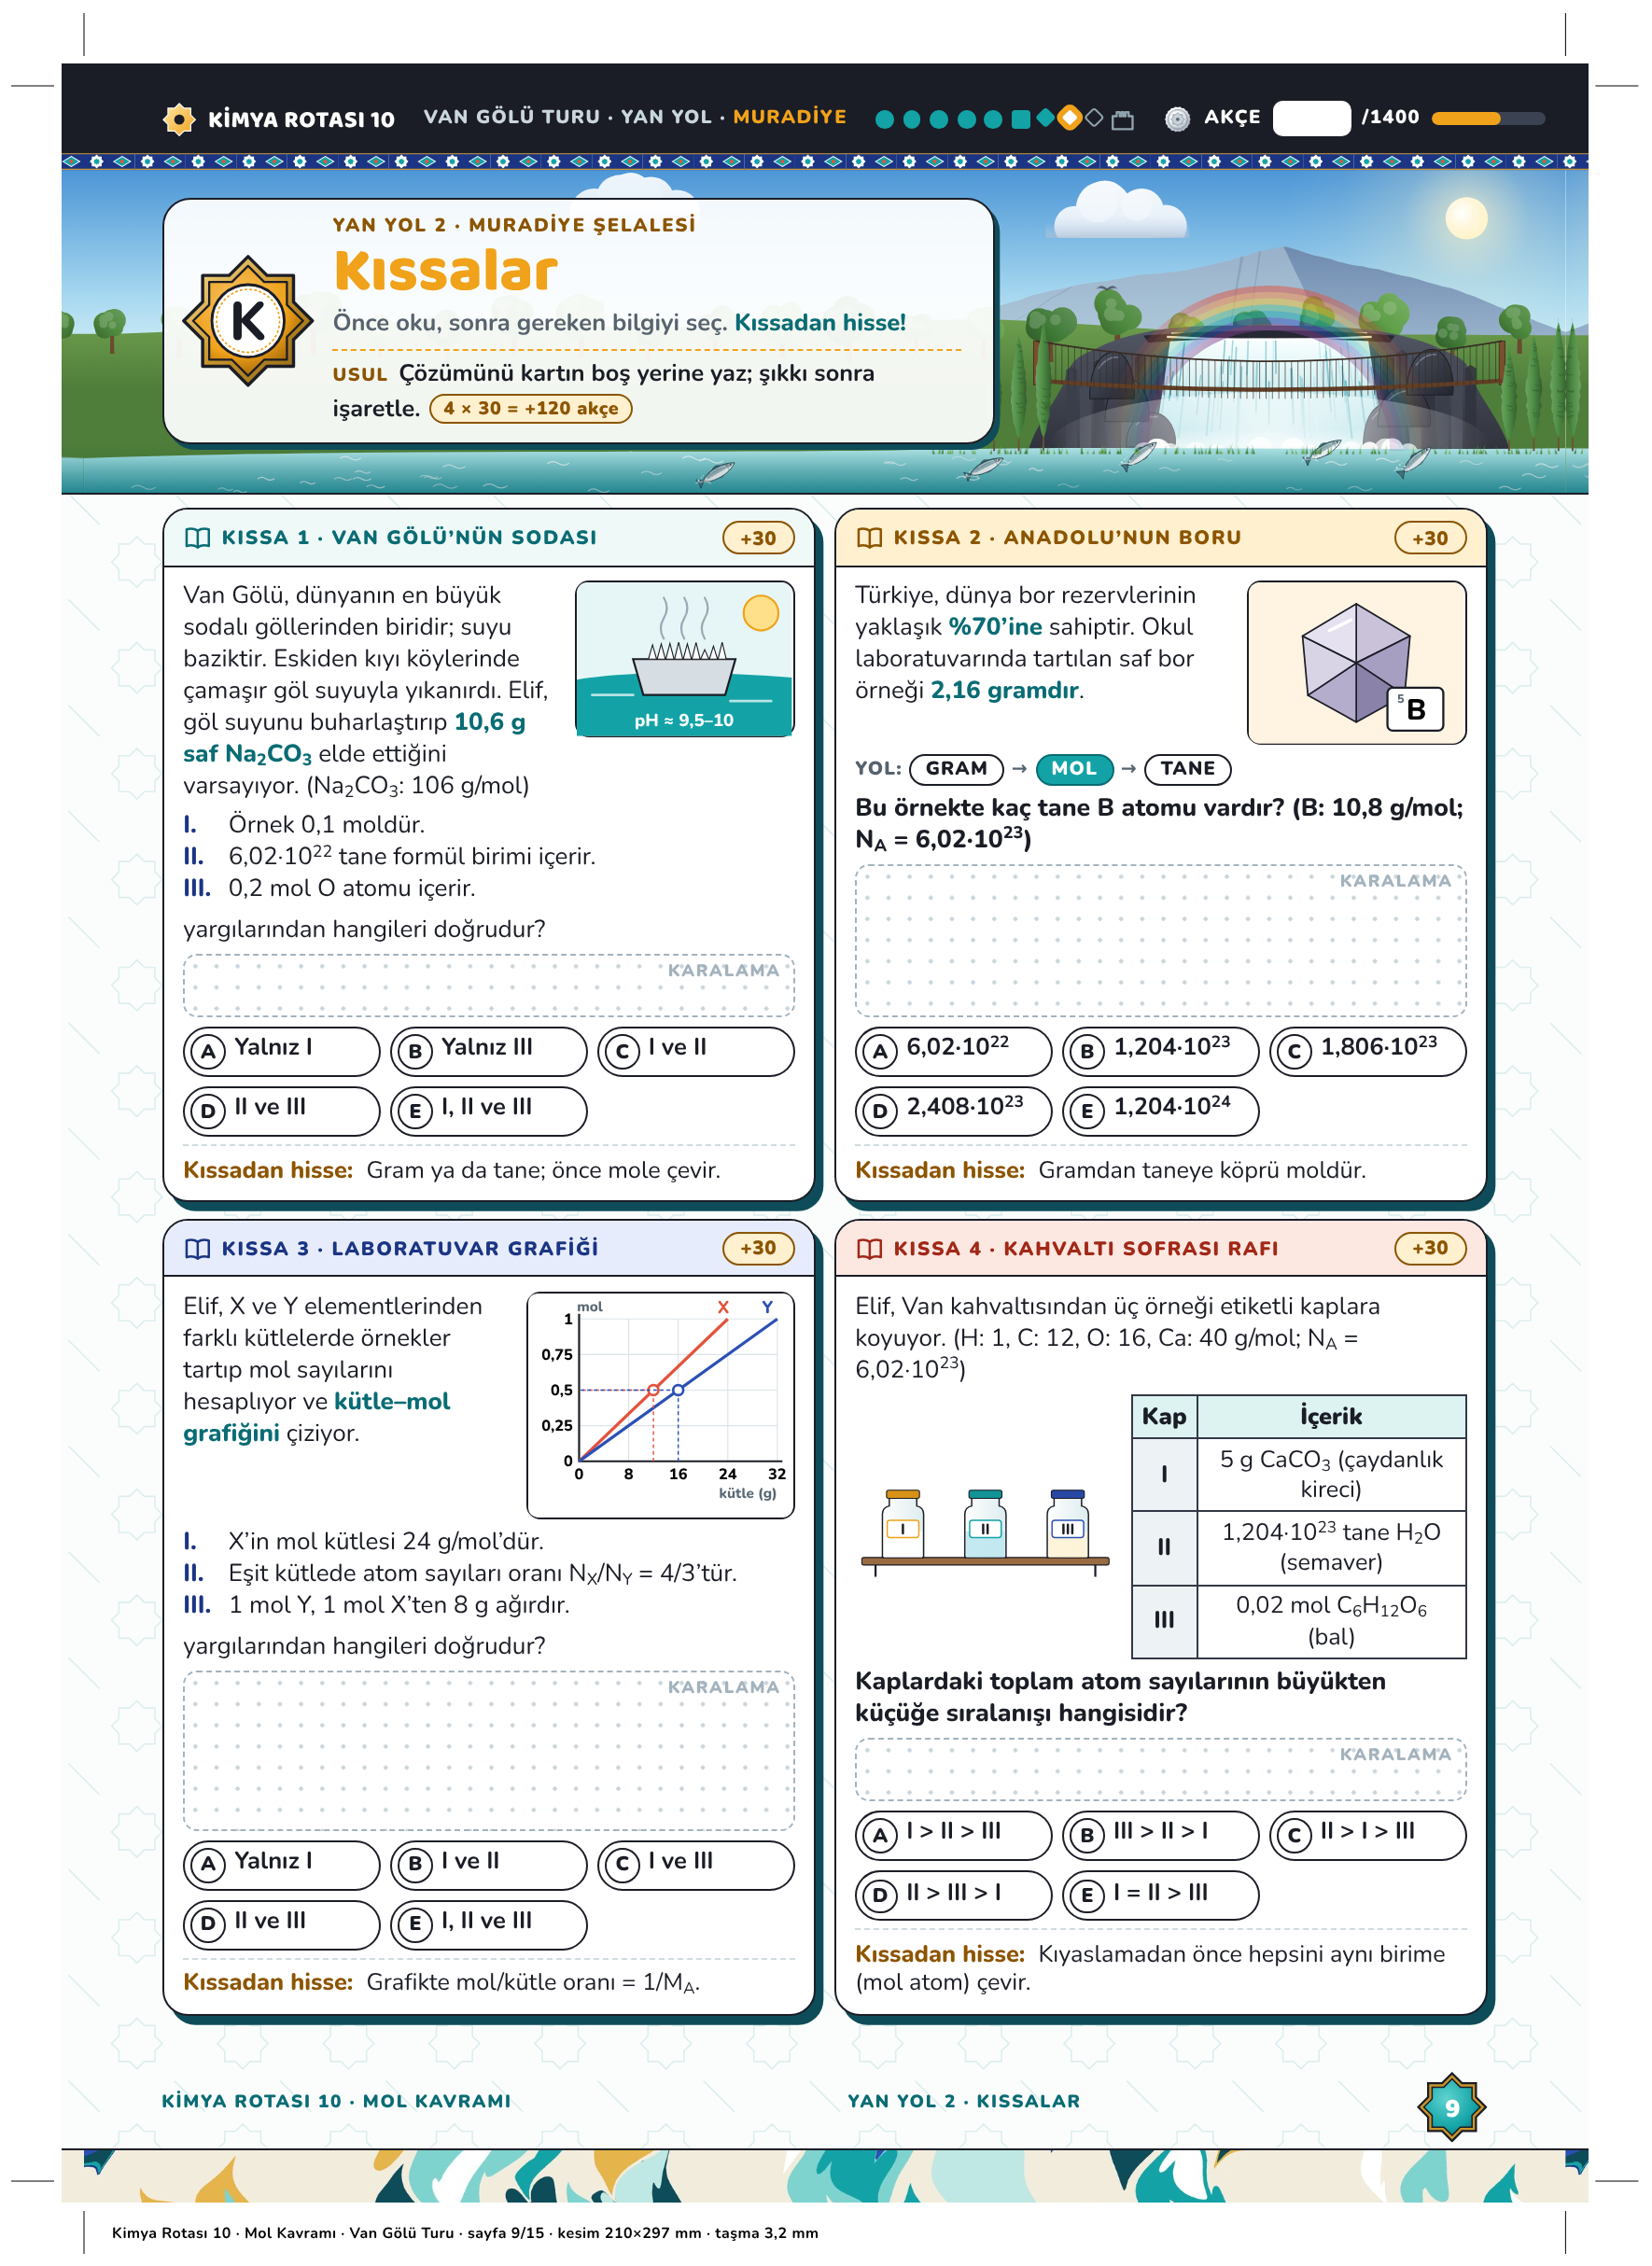 KİMYA ROTASI 10 VAN GÖLÜ TURU · YAN YOL · MURADİYE AKÇE /1400
YAN YOL 2 · MURADİYE ŞELALESİ
K
Kıssalar
Önce oku, sonra gereken bilgiyi seç. Kıssadan hisse!
USUL Çözümünü kartın boş yerine yaz; şıkkı sonra
işaretle. 4 × 30 = +120 akçe
KISSA 1 · VAN GÖLÜ’NÜN SODASI +30
Van Gölü, dünyanın en büyük
sodalı göllerinden biridir; suyu
baziktir. Eskiden kıyı köylerinde
çamaşır göl suyuyla yıkanırdı. Elif,
göl suyunu buharlaştırıp 10,6 g
saf Na₂CO₃ elde ettiğini
varsayıyor. (Na₂CO₃: 106 g/mol)
pH ≈ 9,5–10
I. Örnek 0,1 moldür.
II. 6,02·10²² tane formül birimi içerir.
III. 0,2 mol O atomu içerir.
yargılarından hangileri doğrudur?
KARALAMA
A Yalnız I B Yalnız III C I ve II
D II ve III E I, II ve III
Kıssadan hisse: Gram ya da tane; önce mole çevir.
KISSA 2 · ANADOLU’NUN BORU +30
Türkiye, dünya bor rezervlerinin
yaklaşık %70’ine sahiptir. Okul
laboratuvarında tartılan saf bor
örneği 2,16 gramdır.
⁵B
YOL: GRAM → MOL → TANE
Bu örnekte kaç tane B atomu vardır? (B: 10,8 g/mol;
N_A = 6,02·10²³)
KARALAMA
A 6,02·10²² B 1,204·10²³ C 1,806·10²³
D 2,408·10²³ E 1,204·10²⁴
Kıssadan hisse: Gramdan taneye köprü moldür.
KISSA 3 · LABORATUVAR GRAFİĞİ +30
Elif, X ve Y elementlerinden
farklı kütlelerde örnekler
tartıp mol sayılarını
hesaplıyor ve kütle–mol
grafiğini çiziyor.
mol X Y
1
0,75
0,5
0,25
0
0 8 16 24 32
kütle (g)
I. X’in mol kütlesi 24 g/mol’dür.
II. Eşit kütlede atom sayıları oranı N_X/N_Y = 4/3’tür.
III. 1 mol Y, 1 mol X’ten 8 g ağırdır.
yargılarından hangileri doğrudur?
KARALAMA
A Yalnız I B I ve II C I ve III
D II ve III E I, II ve III
Kıssadan hisse: Grafikte mol/kütle oranı = 1/M_A.
KISSA 4 · KAHVALTI SOFRASI RAFI +30
Elif, Van kahvaltısından üç örneği etiketli kaplara
koyuyor. (H: 1, C: 12, O: 16, Ca: 40 g/mol; N_A =
6,02·10²³)
I II III
Kap İçerik
I 5 g CaCO₃ (çaydanlık
kireci)
II 1,204·10²³ tane H₂O
(semaver)
III 0,02 mol C₆H₁₂O₆
(bal)
Kaplardaki toplam atom sayılarının büyükten
küçüğe sıralanışı hangisidir?
KARALAMA
A I > II > III B III > II > I C II > I > III
D II > III > I E I = II > III
Kıssadan hisse: Kıyaslamadan önce hepsini aynı birime
(mol atom) çevir.
KİMYA ROTASI 10 · MOL KAVRAMI YAN YOL 2 · KISSALAR 9
Kimya Rotası 10 · Mol Kavramı · Van Gölü Turu · sayfa 9/15 · kesim 210×297 mm · taşma 3,2 mm